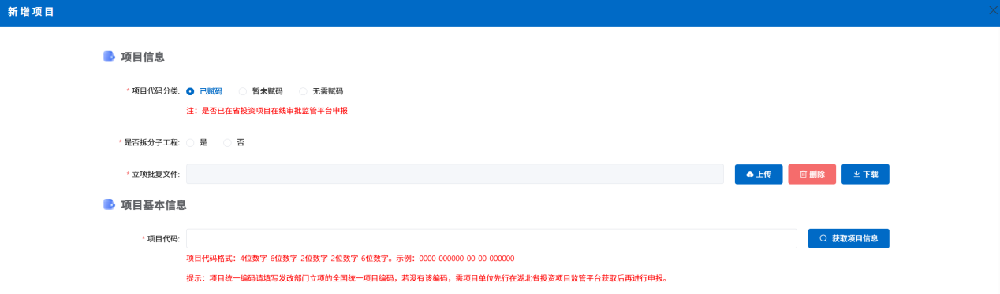 新增项目
项目信息
* 项目代码分类: 已赋码 暂未赋码 无需赋码
注：是否已在省投资项目在线审批监管平台申报
* 是否拆分子工程: 是 否
* 立项批复文件: 上传 删除 下载
项目基本信息
* 项目代码: 获取项目信息
项目代码格式：4位数字-6位数字-2位数字-2位数字-6位数字。示例：0000-000000-00-00-000000
提示：项目统一编码请填写发改部门立项的全国统一项目编码，若没有该编码，需项目单位先行在湖北省投资项目监管平台获取后再进行申报。